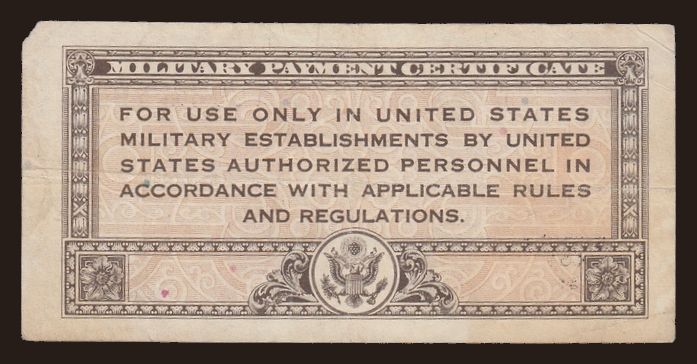 MILITARY PAYMENT CERTIFICATE
FOR USE ONLY IN UNITED STATES
MILITARY ESTABLISHMENTS BY UNITED
STATES AUTHORIZED PERSONNEL IN
ACCORDANCE WITH APPLICABLE RULES
AND REGULATIONS.